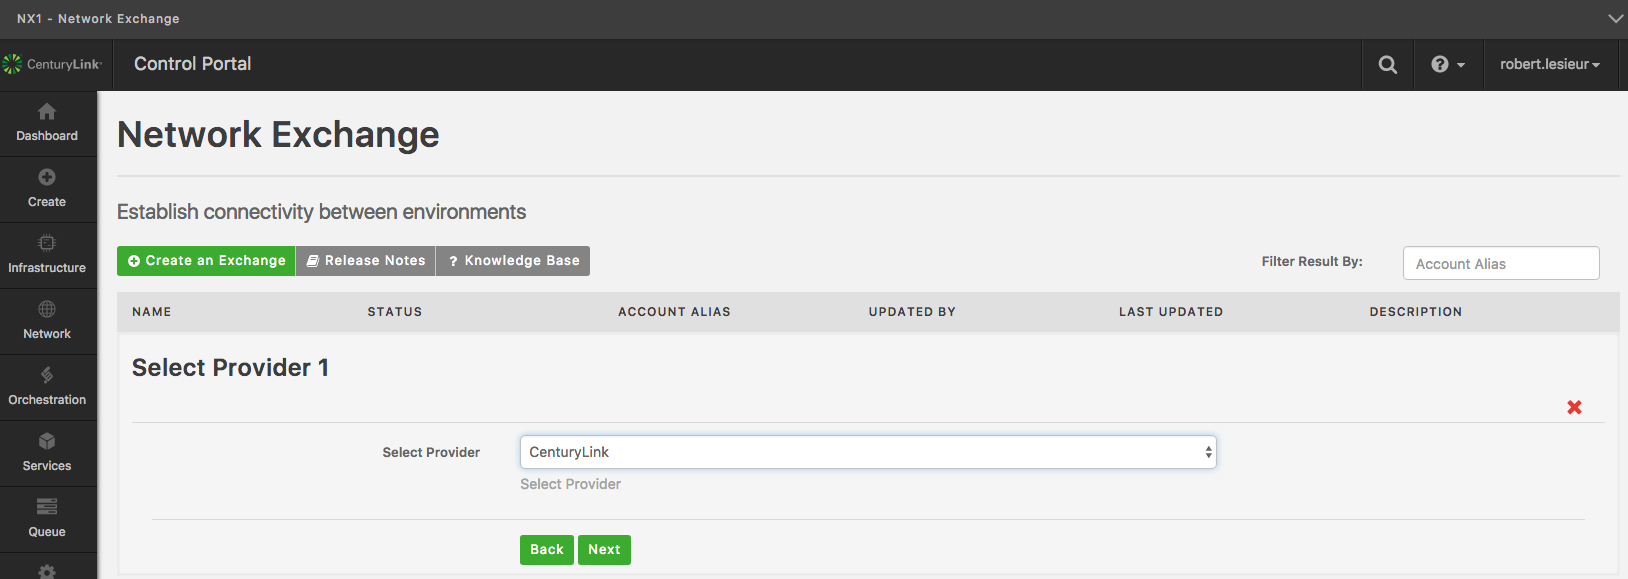 NX1 - Network Exchange
CenturyLink
Control Portal
?
robert.lesieur
Dashboard
Create
Infrastructure
Network
Orchestration
Services
Queue
Network Exchange
Establish connectivity between environments
Create an Exchange
Release Notes
? Knowledge Base
Filter Result By:
Account Alias
NAME STATUS ACCOUNT ALIAS UPDATED BY LAST UPDATED DESCRIPTION
Select Provider 1
Select Provider
CenturyLink
Select Provider
Back
Next